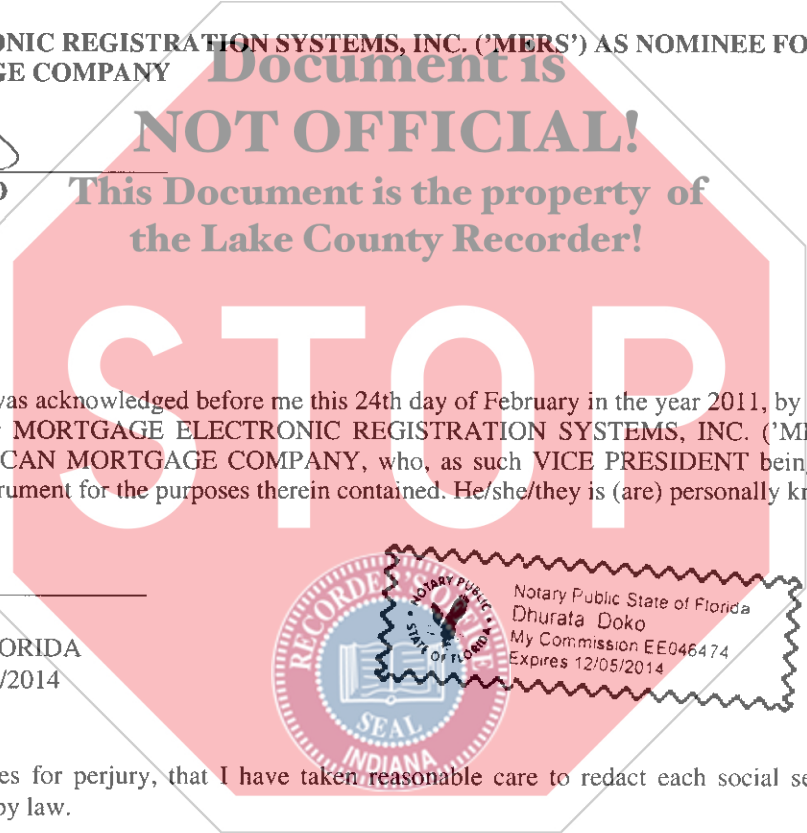 ONIC REGISTRATION SYSTEMS, INC. ('MERS') AS NOMINEE FO
GE COMPANY
Document is
NOT OFFICIAL!
This Document is the property of
the Lake County Recorder!
STOP
was acknowledged before me this 24th day of February in the year 2011, by
MORTGAGE ELECTRONIC REGISTRATION SYSTEMS, INC. ('ME
CAN MORTGAGE COMPANY, who, as such VICE PRESIDENT being
rument for the purposes therein contained. He/she/they is (are) personally kn
NOTARY PUBLIC
STATE OF FLORIDA
Notary Public State of Florida
Dhurata Doko
My Commission EE046474
Expires 12/05/2014
RECORDER'S OFFICE
SEAL
INDIANA
ORIDA
/2014
es for perjury, that I have taken reasonable care to redact each social se
by law.